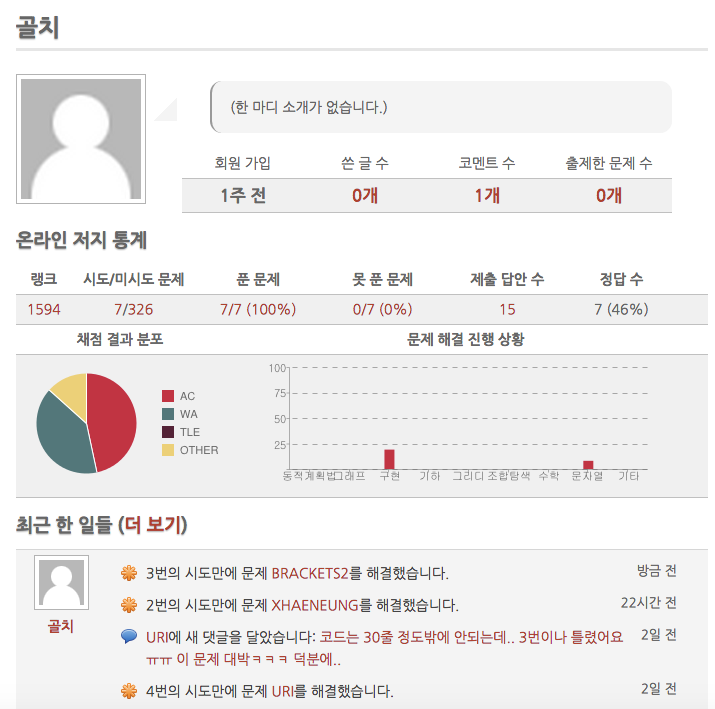 골치
(한 마디 소개가 없습니다.)
회원 가입 쓴 글 수 코멘트 수 출제한 문제 수
1주 전 0개 1개 0개
온라인 저지 통계
랭크 시도/미시도 문제 푼 문제 못 푼 문제 제출 답안 수 정답 수
1594 7/326 7/7 (100%) 0/7 (0%) 15 7 (46%)
채점 결과 분포 문제 해결 진행 상황
AC
WA
TLE
OTHER
100
75
50
25
동적계획법 그래프 구현 기하 그리디 조합탐색 수학 문자열 기타
최근 한 일들 (더 보기)
골치
3번의 시도만에 문제 BRACKETS2를 해결했습니다. 방금 전
2번의 시도만에 문제 XHAENEUNG를 해결했습니다. 22시간 전
URI에 새 댓글을 달았습니다: 코드는 30줄 정도밖에 안되는데.. 3번이나 틀렸어요 2일 전
ㅠㅠ 이 문제 대박ㅋㅋㅋ 덕분에..
4번의 시도만에 문제 URI를 해결했습니다. 2일 전